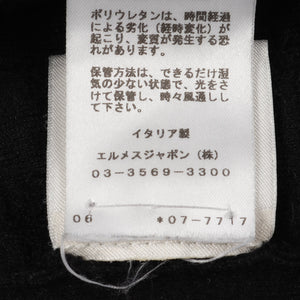 ポリウレタンは、時間経過
による劣化（経時変化）が
起こり、変質が発生する恐
れがあります。
保管方法は、できるだけ湿
気の少ない状態で、光をさ
けて保管し、時々風通しし
て下さい。
イタリア製
エルメスジャポン（株）
03-3569-3300
06 *07-7717